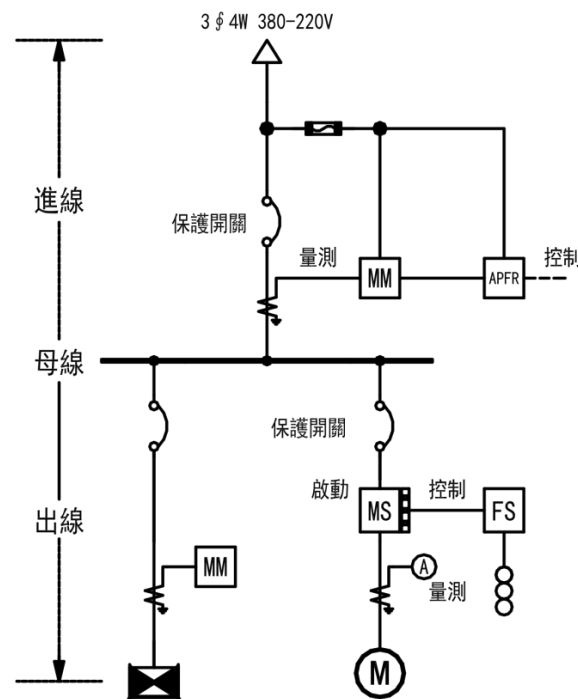 3∮4W 380-220V
進線
保護開關
量測
MM
APFR
控制
母線
保護開關
出線
啟動
MS
控制
FS
MM
A
量測
M